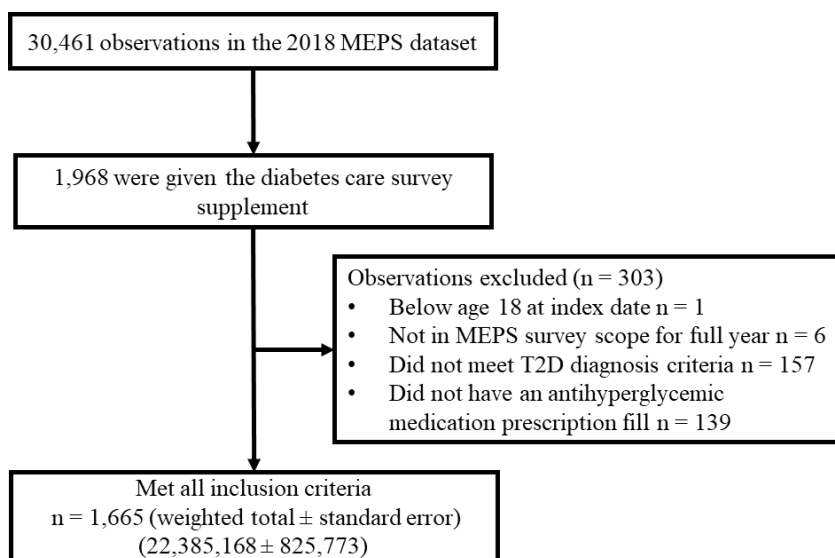 30,461 observations in the 2018 MEPS dataset
1,968 were given the diabetes care survey
supplement
Observations excluded (n = 303)
• Below age 18 at index date n = 1
• Not in MEPS survey scope for full year n = 6
• Did not meet T2D diagnosis criteria n = 157
• Did not have an antihyperglycemic
medication prescription fill n = 139
Met all inclusion criteria
n = 1,665 (weighted total ± standard error)
(22,385,168 ± 825,773)